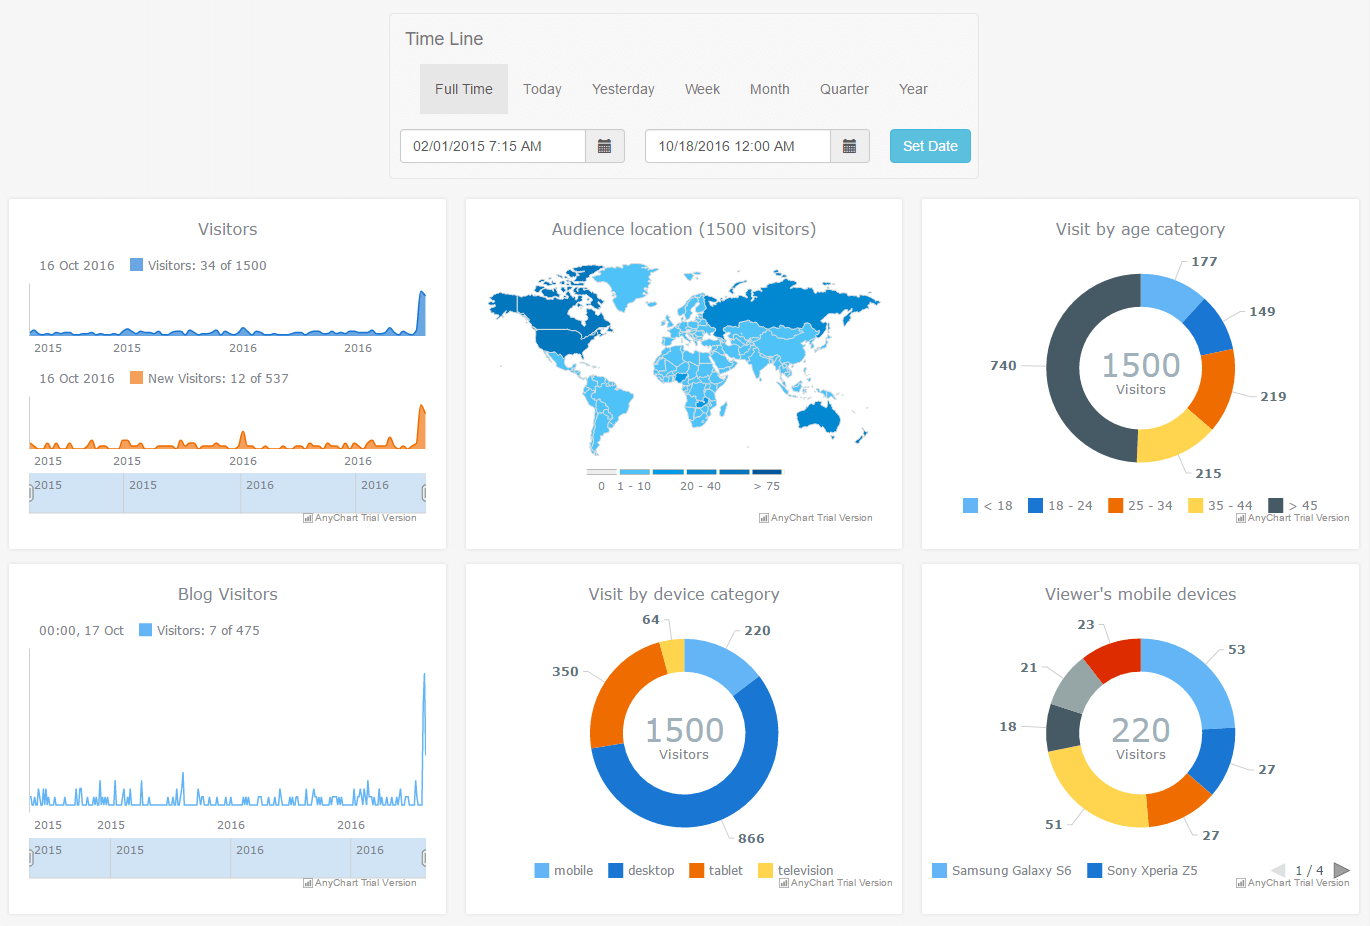 Time Line
Full Time Today Yesterday Week Month Quarter Year
02/01/2015 7:15 AM 10/18/2016 12:00 AM Set Date
Visitors
16 Oct 2016 Visitors: 34 of 1500
2015 2015 2016 2016
16 Oct 2016 New Visitors: 12 of 537
2015 2015 2016 2016
2015 2015 2016 2016
AnyChart Trial Version
Audience location (1500 visitors)
0 1 - 10 20 - 40 > 75
AnyChart Trial Version
Visit by age category
177
149
740
1500
Visitors
219
215
< 18 18 - 24 25 - 34 35 - 44 > 45
AnyChart Trial Version
Blog Visitors
00:00, 17 Oct Visitors: 7 of 475
2015 2015 2016 2016
2015 2015 2016 2016
AnyChart Trial Version
Visit by device category
64
220
350
1500
Visitors
866
mobile desktop tablet television
AnyChart Trial Version
Viewer's mobile devices
23
53
21
18
220
Visitors
27
51
27
Samsung Galaxy S6 Sony Xperia Z5 1 / 4
AnyChart Trial Version